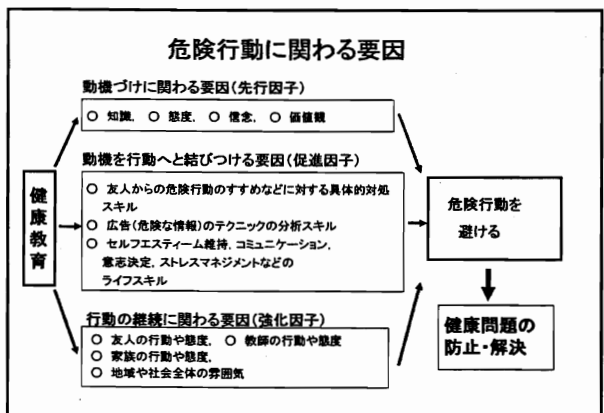 危険行動に関わる要因
動機づけに関わる要因(先行因子)
○ 知識, ○ 態度, ○ 信念, ○ 価値観
動機を行動へと結びつける要因(促進因子)
○ 友人からの危険行動のすすめなどに対する具体的対処
スキル
○ 広告(危険な情報)のテクニックの分析スキル
○ セルフエスティーム維持, コミュニケーション,
意志決定, ストレスマネジメントなどの
ライフスキル
行動の継続に関わる要因(強化因子)
○ 友人の行動や態度, ○ 教師の行動や態度
○ 家族の行動や態度,
○ 地域や社会全体の雰囲気
健康教育
危険行動を
避ける
健康問題の
防止・解決